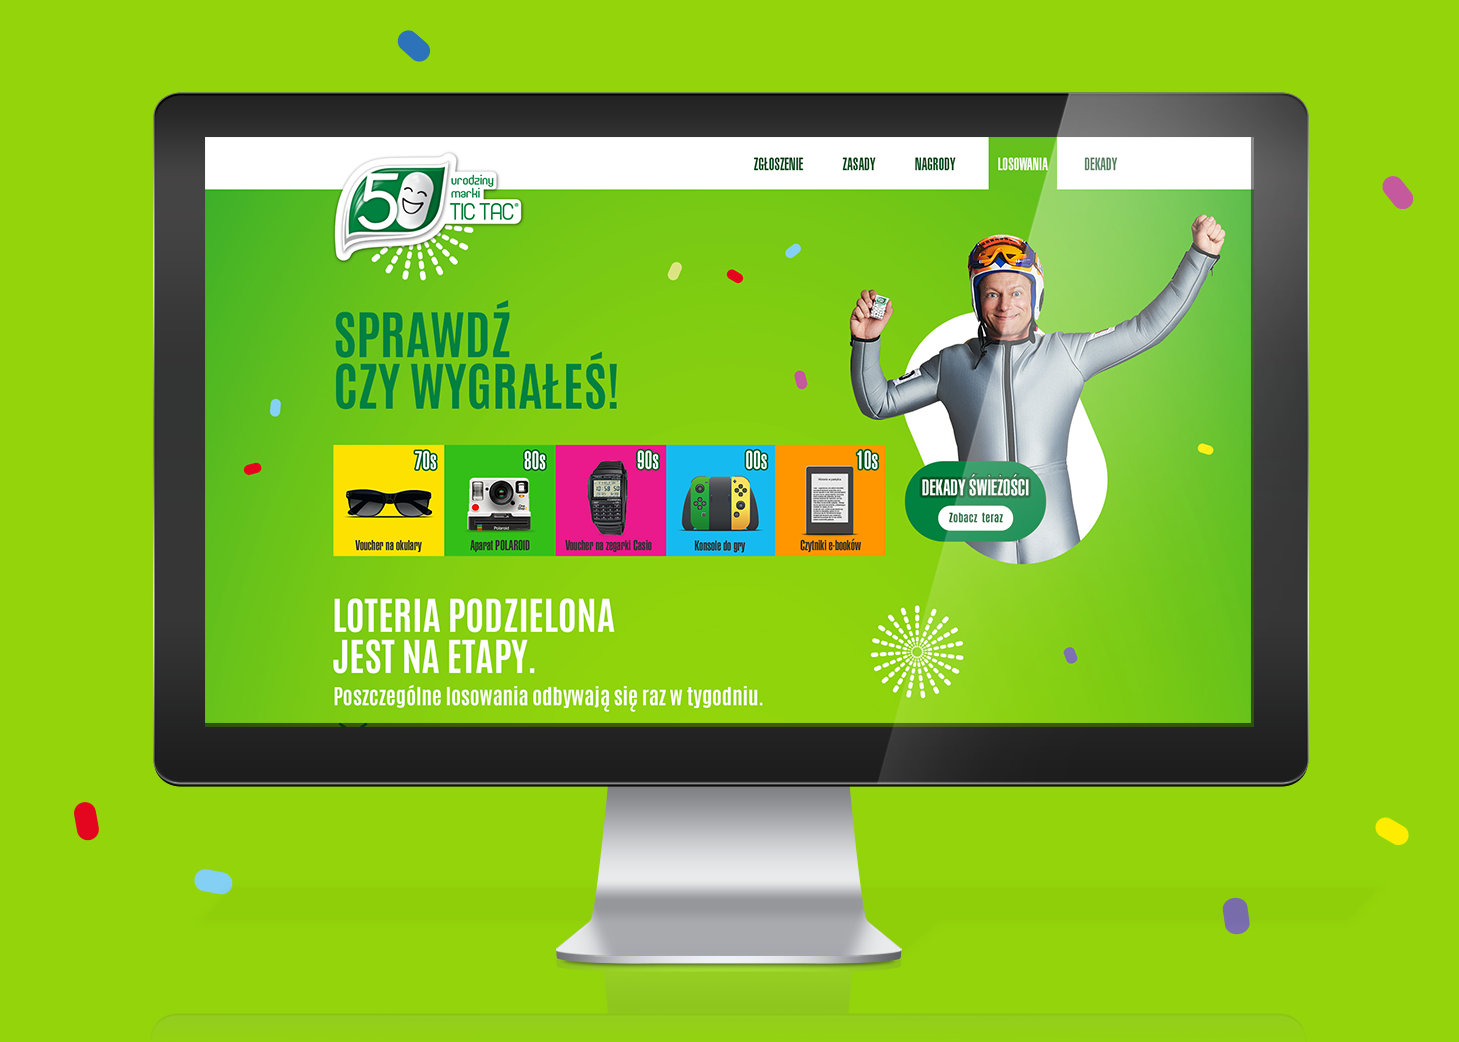 ZGŁOSZENIE ZASADY NAGRODY LOSOWANIA DEKADY
50 urodziny
marki
TIC TAC®
SPRAWDŹ
CZY WYGRAŁEŚ!
70s
Voucher na okulary
80s
Polaroid
Aparat POLAROID
90s
Voucher na zegarki Casio
00s
Konsole do gry
10s
Czytniki e-booków
DEKADY ŚWIEŻOŚCI
Zobacz teraz
LOTERIA PODZIELONA
JEST NA ETAPY.
Poszczególne losowania odbywają się raz w tygodniu.